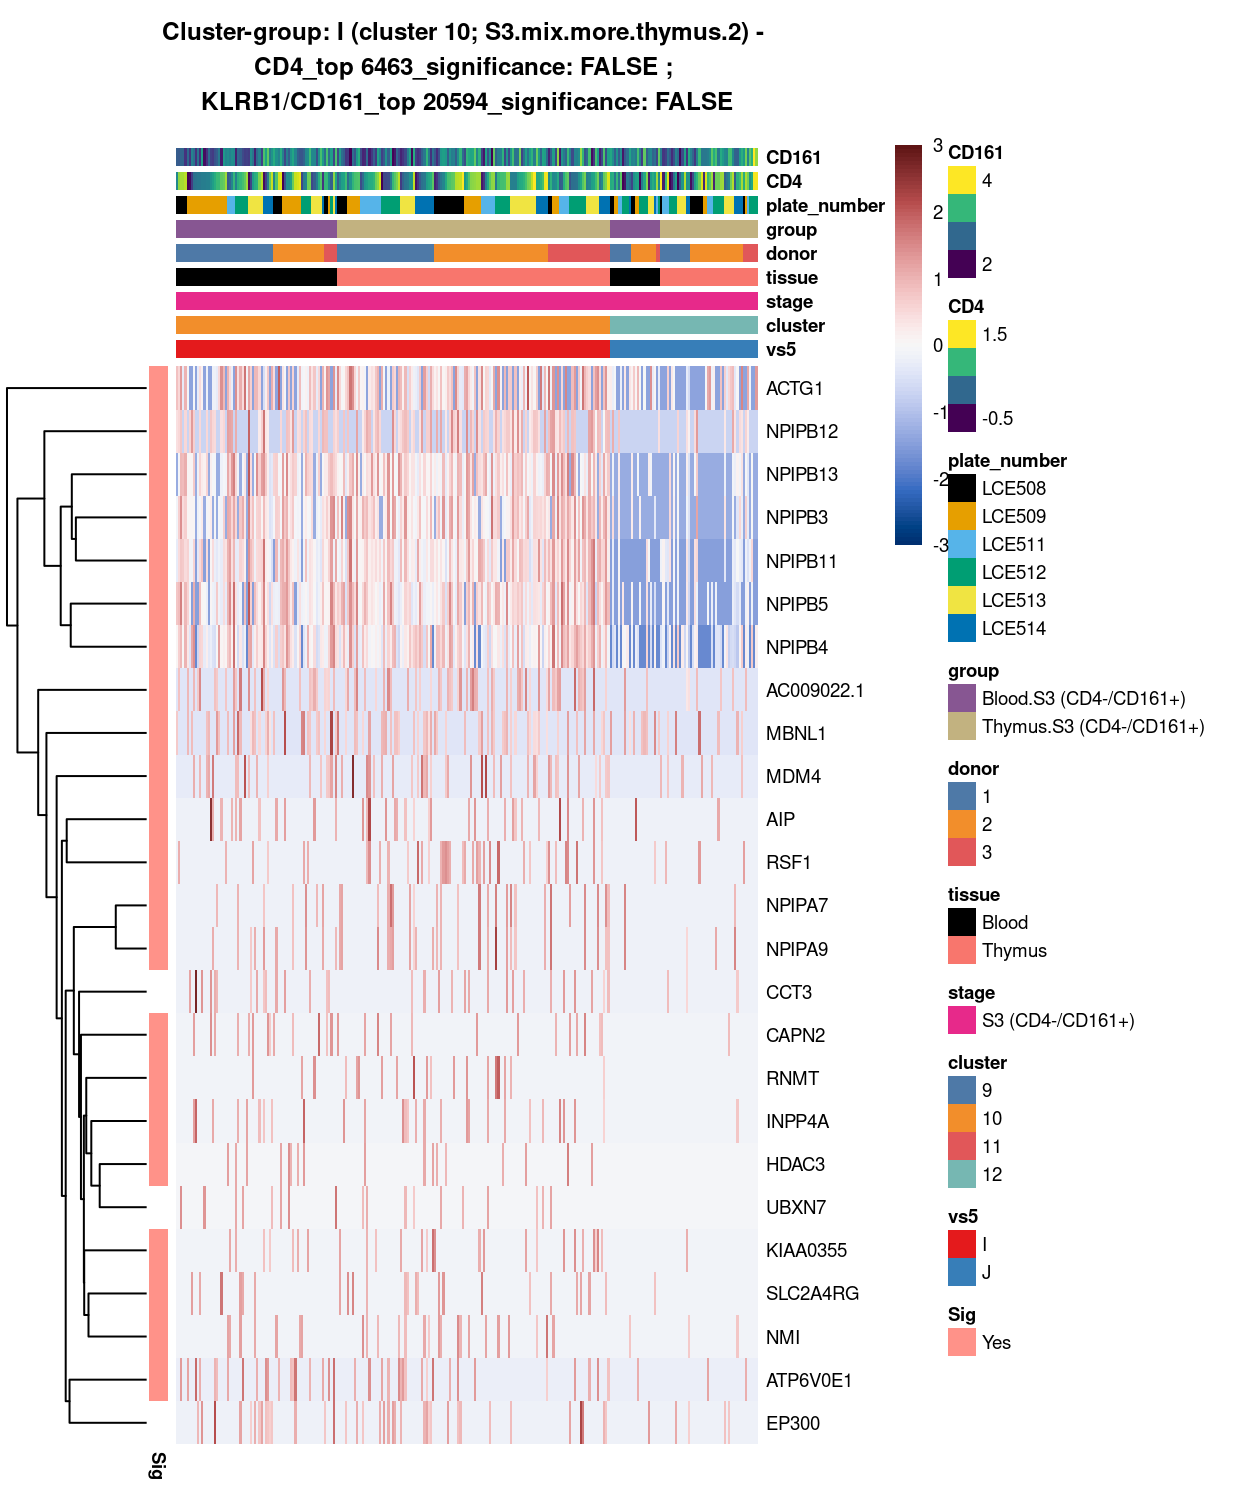 Cluster-group: I (cluster 10; S3.mix.more.thymus.2) -
CD4_top 6463_significance: FALSE ;
KLRB1/CD161_top 20594_significance: FALSE
CD161
CD4
plate_number
group
donor
tissue
stage
cluster
vs5
ACTG1
NPIPB12
NPIPB13
NPIPB3
NPIPB11
NPIPB5
NPIPB4
AC009022.1
MBNL1
MDM4
AIP
RSF1
NPIPA7
NPIPA9
CCT3
CAPN2
RNMT
INPP4A
HDAC3
UBXN7
KIAA0355
SLC2A4RG
NMI
ATP6V0E1
EP300
Sig
3
2
1
0
-1
-2
-3
CD161
4
2
CD4
1.5
-0.5
plate_number
LCE508
LCE509
LCE511
LCE512
LCE513
LCE514
group
Blood.S3 (CD4-/CD161+)
Thymus.S3 (CD4-/CD161+)
donor
1
2
3
tissue
Blood
Thymus
stage
S3 (CD4-/CD161+)
cluster
9
10
11
12
vs5
I
J
Sig
Yes